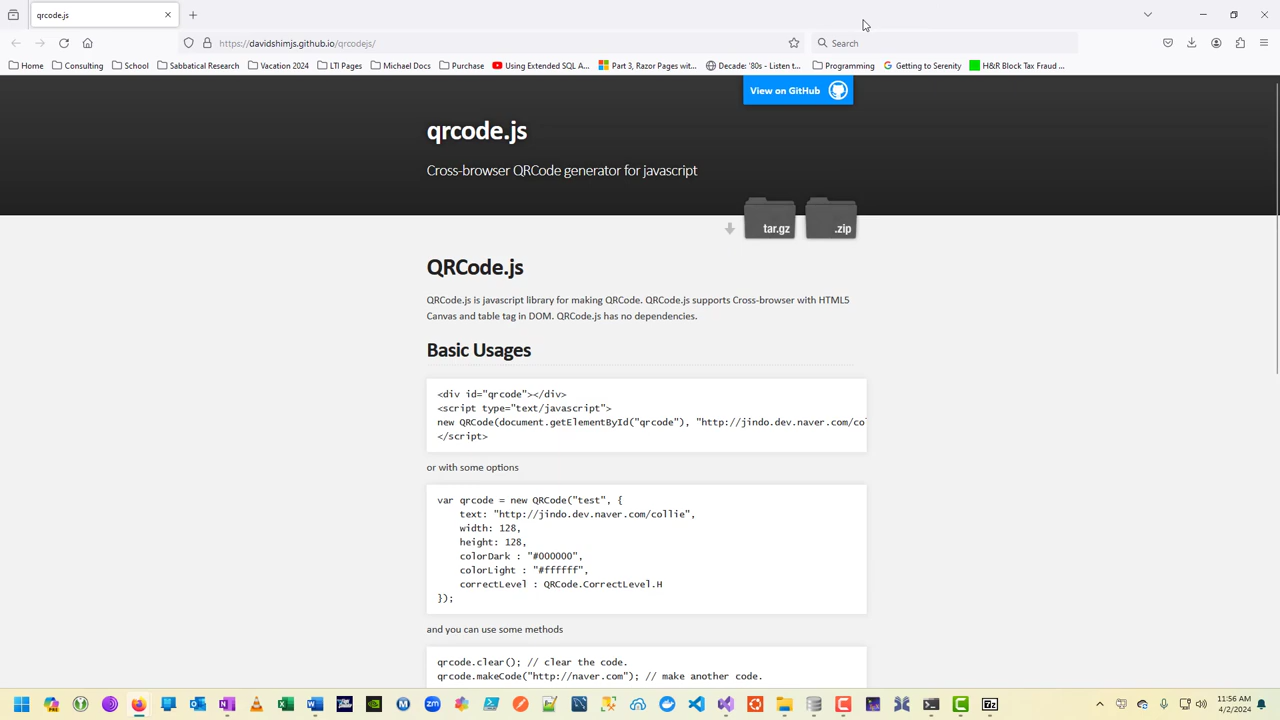 qrcode.js
https://davidshimjs.github.io/qrcodejs/
Search
Home
Consulting
School
Sabbatical Research
Vacation 2024
LTI Pages
Michael Docs
Purchase
Using Extended SQL A...
Part 3, Razor Pages wit...
Decade: '80s - Listen t...
Programming
Getting to Serenity
H&R Block Tax Fraud ...
View on GitHub
qrcode.js
Cross-browser QRCode generator for javascript
tar.gz
.zip
QRCode.js
QRCode.js is javascript library for making QRCode. QRCode.js supports Cross-browser with HTML5
Canvas and table tag in DOM. QRCode.js has no dependencies.
Basic Usages
<div id="qrcode"></div>
<script type="text/javascript">
new QRCode(document.getElementById("qrcode"), "http://jindo.dev.naver.com/col
</script>
or with some options
var qrcode = new QRCode("test", {
text: "http://jindo.dev.naver.com/collie",
width: 128,
height: 128,
colorDark : "#000000",
colorLight : "#ffffff",
correctLevel : QRCode.CorrectLevel.H
});
and you can use some methods
qrcode.clear(); // clear the code.
qrcode.makeCode("http://naver.com"); // make another code.
11:56 AM
4/2/2024